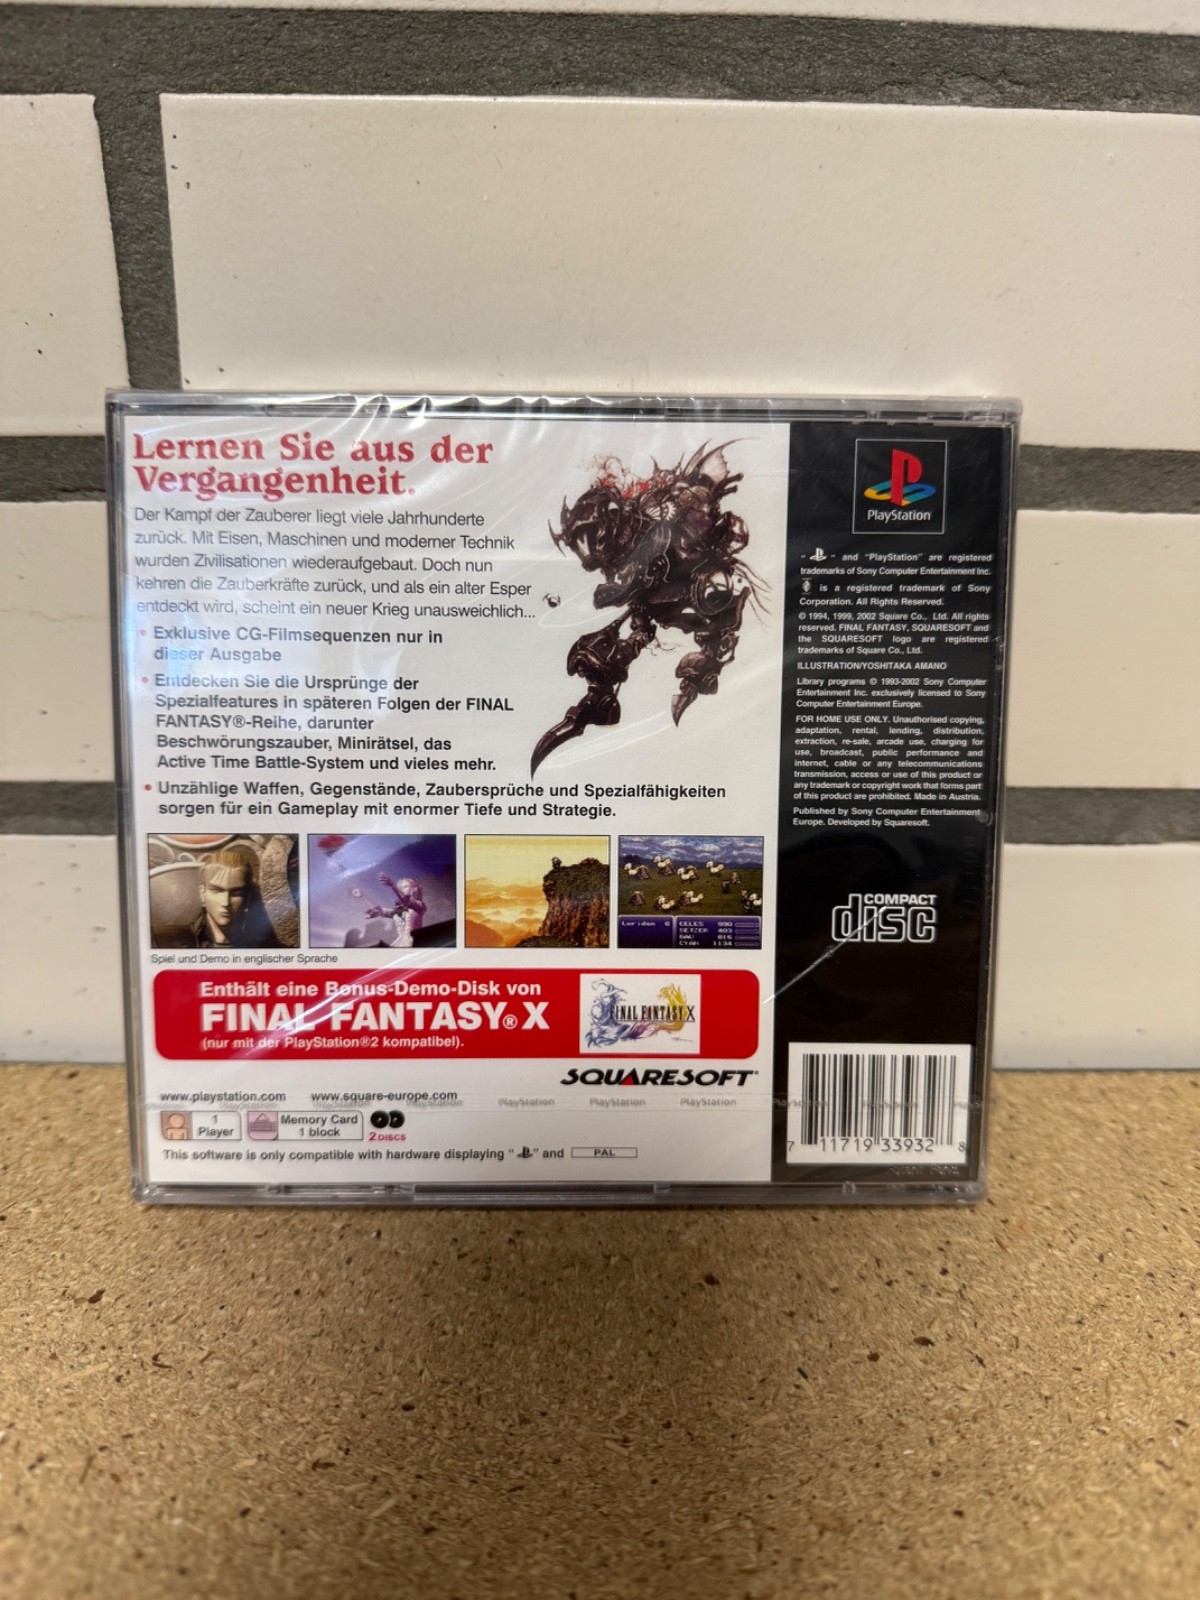 Lernen Sie aus der
Vergangenheit.
Der Kampf der Zauberer liegt viele Jahrhunderte
zurück. Mit Eisen, Maschinen und moderner Technik
wurden Zivilisationen wiederaufgebaut. Doch nun
kehren die Zauberkräfte zurück, und als ein alter Esper
entdeckt wird, scheint ein neuer Krieg unausweichlich...
• Exklusive CG-Filmsequenzen nur in
dieser Ausgabe
• Entdecken Sie die Ursprünge der
Spezialfeatures in späteren Folgen der FINAL
FANTASY®-Reihe, darunter
Beschwörungszauber, Minirätsel, das
Active Time Battle-System und vieles mehr.
• Unzählige Waffen, Gegenstände, Zaubersprüche und Spezialfähigkeiten
sorgen für ein Gameplay mit enormer Tiefe und Strategie.
CELES 990
GAU
CYAN 1134
Spiel und Demo in englischer Sprache
Enthält eine Bonus-Demo-Disk von
FINAL FANTASY® X
(nur mit der PlayStation®2 kompatibel).
FINAL FANTASY X
SQUARESOFT
www.playstation.com www.square-europe.com
PlayStation PlayStation PlayStation
1
Player
Memory Card
1 block
2 DISCS
This software is only compatible with hardware displaying " " and PAL
PlayStation
" " and "PlayStation" are registered
trademarks of Sony Computer Entertainment Inc.
is a registered trademark of Sony
Corporation. All Rights Reserved.
© 1994, 1999, 2002 Square Co., Ltd. All rights
reserved. FINAL FANTASY, SQUARESOFT and
the SQUARESOFT logo are registered
trademarks of Square Co., Ltd.
ILLUSTRATION/YOSHITAKA AMANO
Library programs © 1993-2002 Sony Computer
Entertainment Inc. exclusively licensed to Sony
Computer Entertainment Europe.
FOR HOME USE ONLY. Unauthorised copying,
adaptation, rental, lending, distribution,
extraction, re-sale, arcade use, charging for
use, broadcast, public performance and
internet, cable or any telecommunications
transmission, access or use of this product or
any trademark or copyright work that forms part
of this product are prohibited. Made in Austria.
Published by Sony Computer Entertainment
Europe. Developed by Squaresoft.
COMPACT
disc
7 11719 33932 8